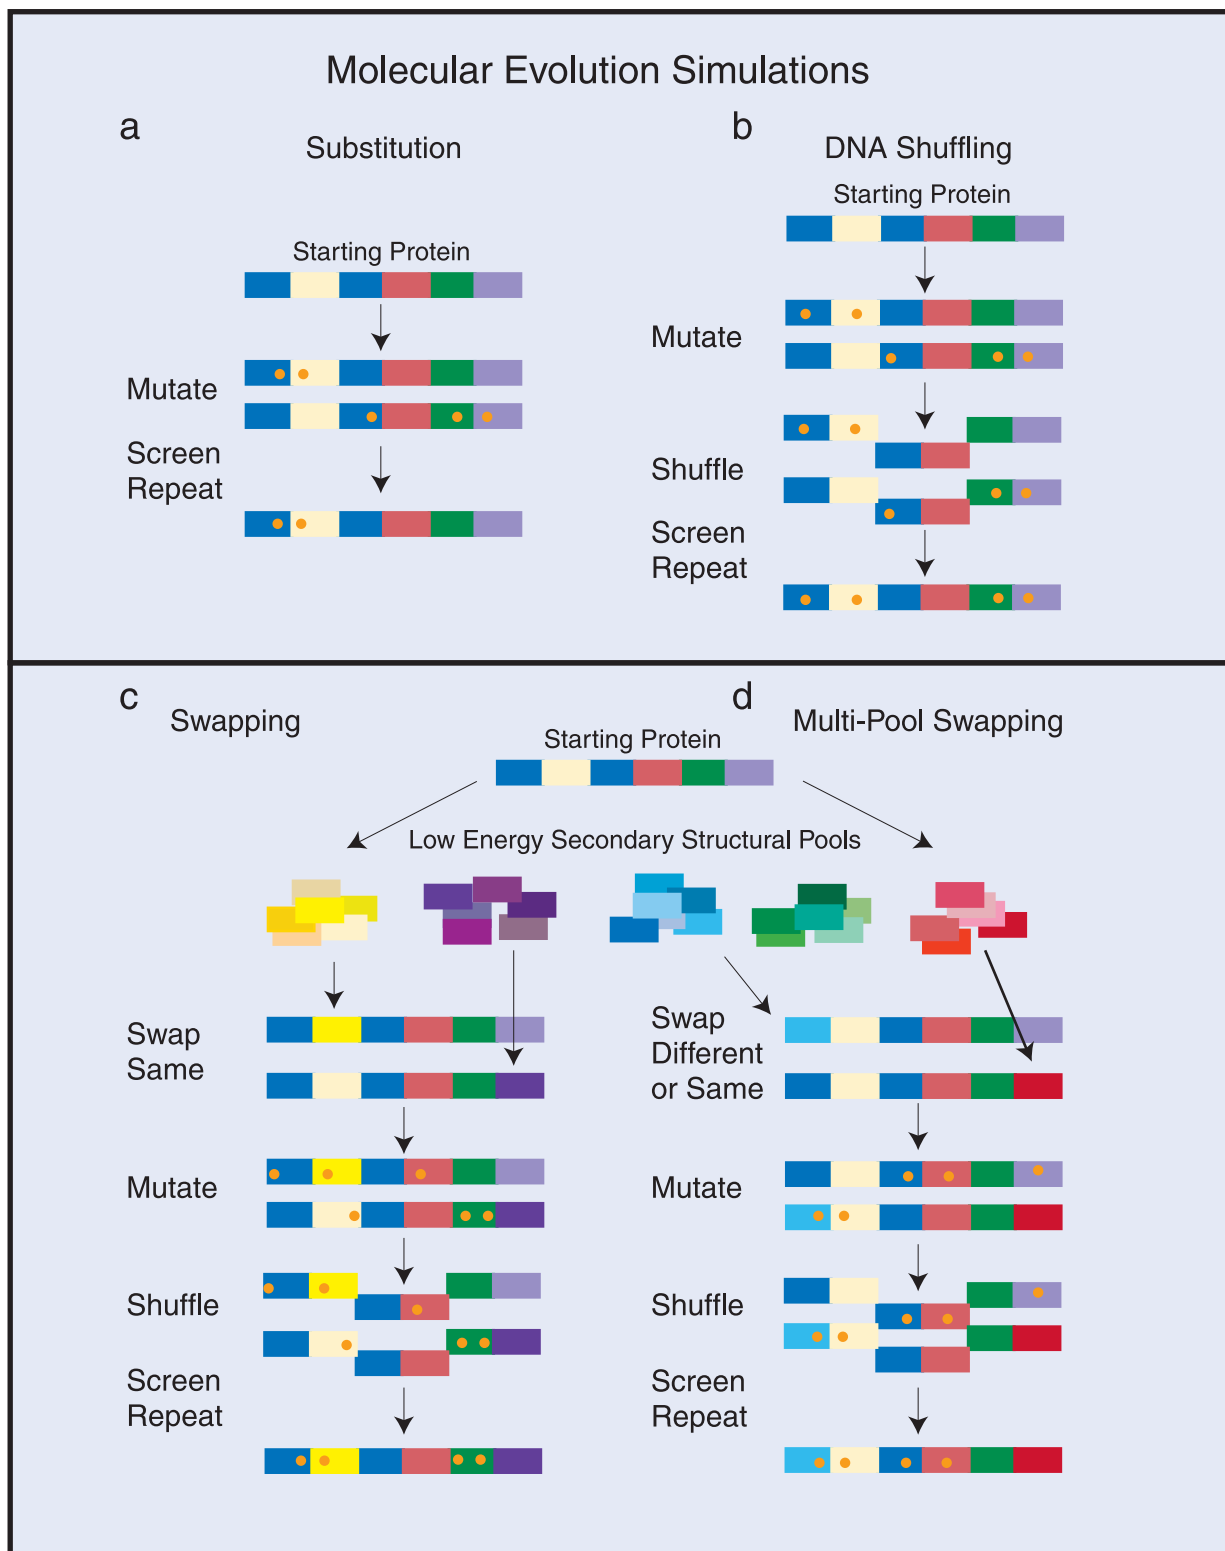 Molecular Evolution Simulations
a
Substitution
Starting Protein
Mutate
Screen
Repeat
b
DNA Shuffling
Starting Protein
Mutate
Shuffle
Screen
Repeat
c
Swapping
d
Multi-Pool Swapping
Starting Protein
Low Energy Secondary Structural Pools
Swap
Same
Mutate
Shuffle
Screen
Repeat
Swap
Different
or Same
Mutate
Shuffle
Screen
Repeat